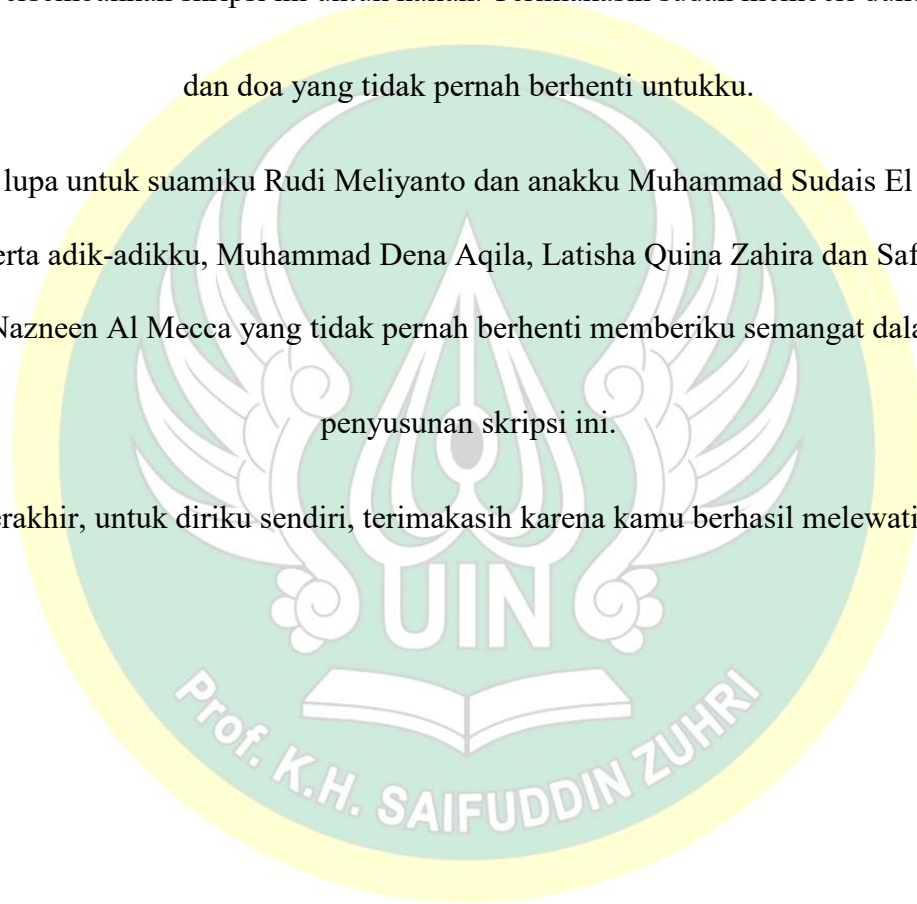 dan doa yang tidak pernah berhenti untukku.
lupa untuk suamiku Rudi Meliyanto dan anakku Muhammad Sudais El
erta adik-adikku, Muhammad Dena Aqila, Latisha Quina Zahira dan Saf
Nazneen Al Mecca yang tidak pernah berhenti memberiku semangat dala
penyusunan skripsi ini.
erakhir, untuk diriku sendiri, terimakasih karena kamu berhasil melewati
UIN
Prof. K.H. SAIFUDDIN ZUHRI